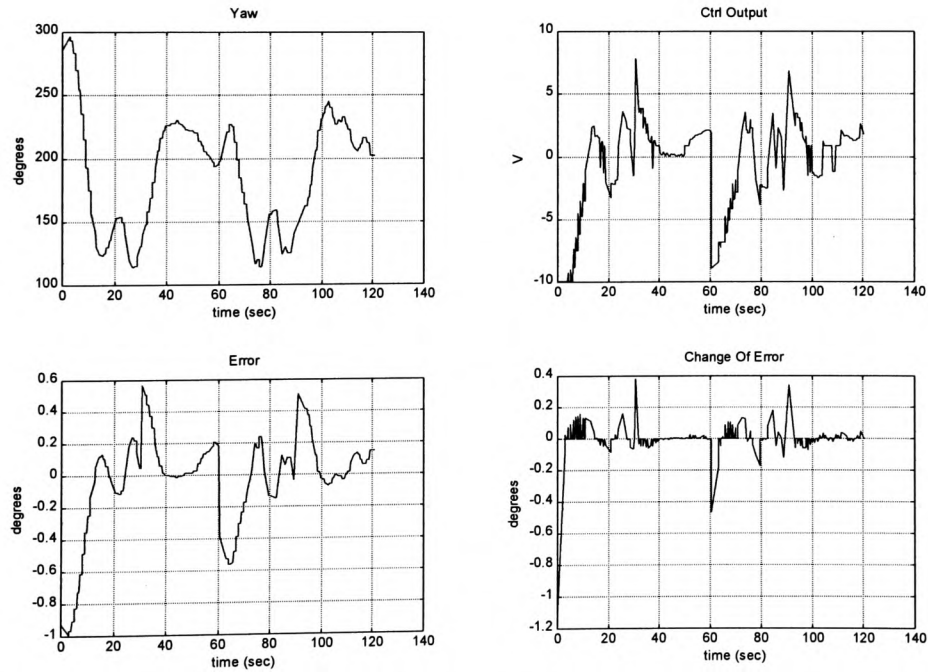 Yaw
300
250
200
150
100
degrees
0 20 40 60 80 100 120 140
time (sec)
Ctrl Output
10
5
0
-5
-10
V
0 20 40 60 80 100 120 140
time (sec)
Error
0.6
0.4
0.2
0
-0.2
-0.4
-0.6
-0.8
-1
degrees
0 20 40 60 80 100 120 140
time (sec)
Change Of Error
0.4
0.2
0
-0.2
-0.4
-0.6
-0.8
-1
-1.2
degrees
0 20 40 60 80 100 120 140
time (sec)